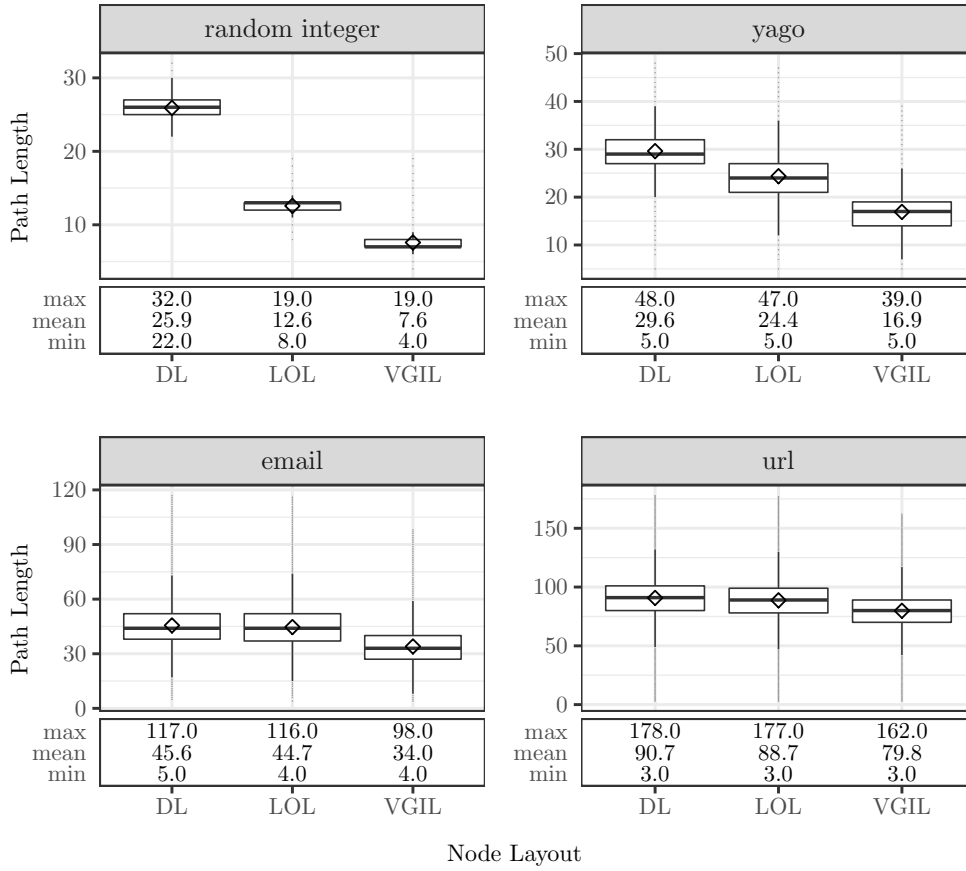 random integer
yago
Path Length
30
20
10
50
40
30
20
10
max 32.0 19.0 19.0
mean 25.9 12.6 7.6
min 22.0 8.0 4.0
DL LOL VGIL
max 48.0 47.0 39.0
mean 29.6 24.4 16.9
min 5.0 5.0 5.0
DL LOL VGIL
email
url
Path Length
120
90
60
30
0
150
100
50
0
max 117.0 116.0 98.0
mean 45.6 44.7 34.0
min 5.0 4.0 4.0
DL LOL VGIL
max 178.0 177.0 162.0
mean 90.7 88.7 79.8
min 3.0 3.0 3.0
DL LOL VGIL
Node Layout